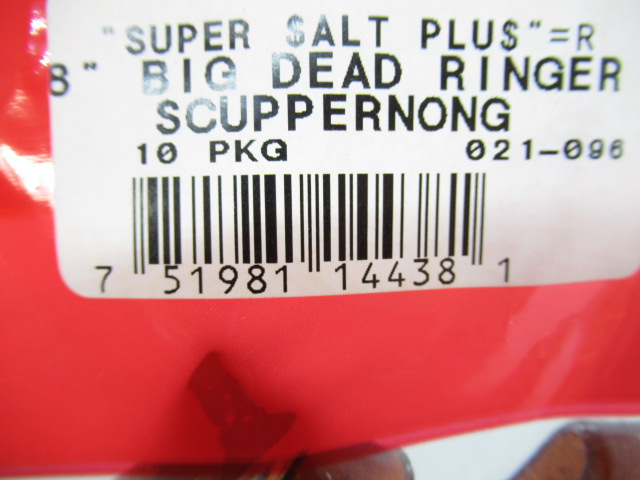 "SUPER $ALT PLU$"=R
8" BIG DEAD RINGER
SCUPPERNONG
10 PKG 021-096
7 51981 14438 1